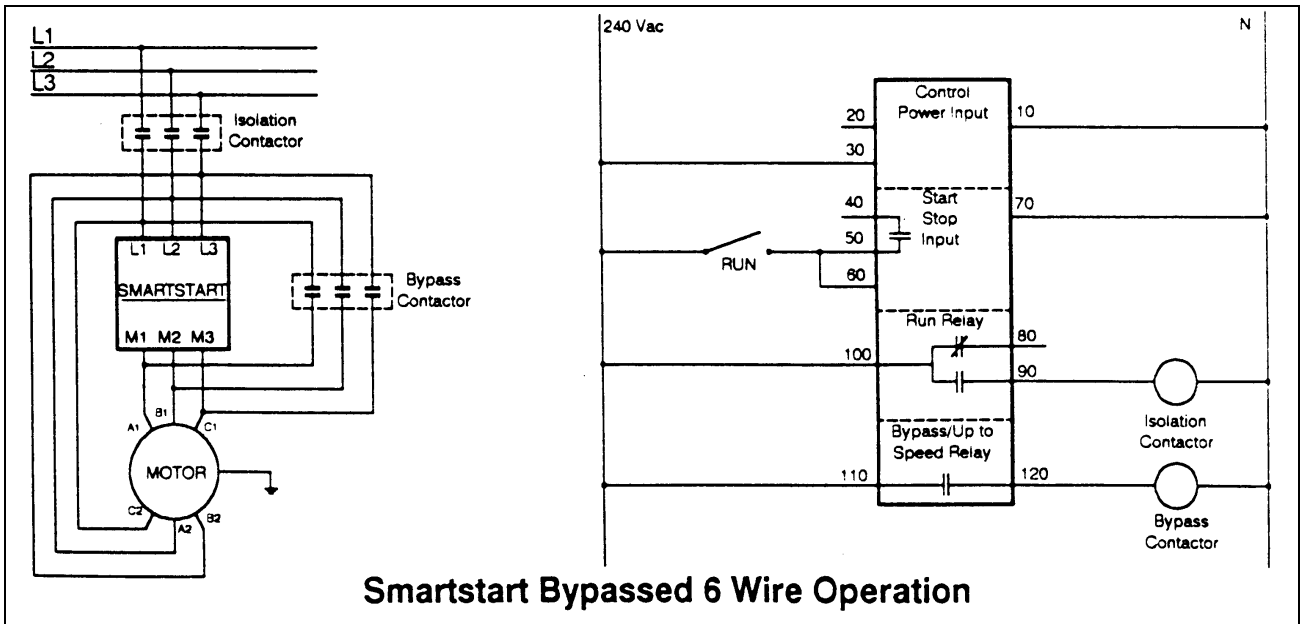 L1
L2
L3
Isolation
Contactor
L1 L2 L3
SMARTSTART
M1 M2 M3
Bypass
Contactor
A1 B1 C1
MOTOR
C2 A2 B2
240 Vac
N
Control
Power Input
20
10
30
Start
Stop
Input
40
70
50
60
RUN
Run Relay
80
100
90
Isolation
Contactor
Bypass/Up to
Speed Relay
110
120
Bypass
Contactor
Smartstart Bypassed 6 Wire Operation